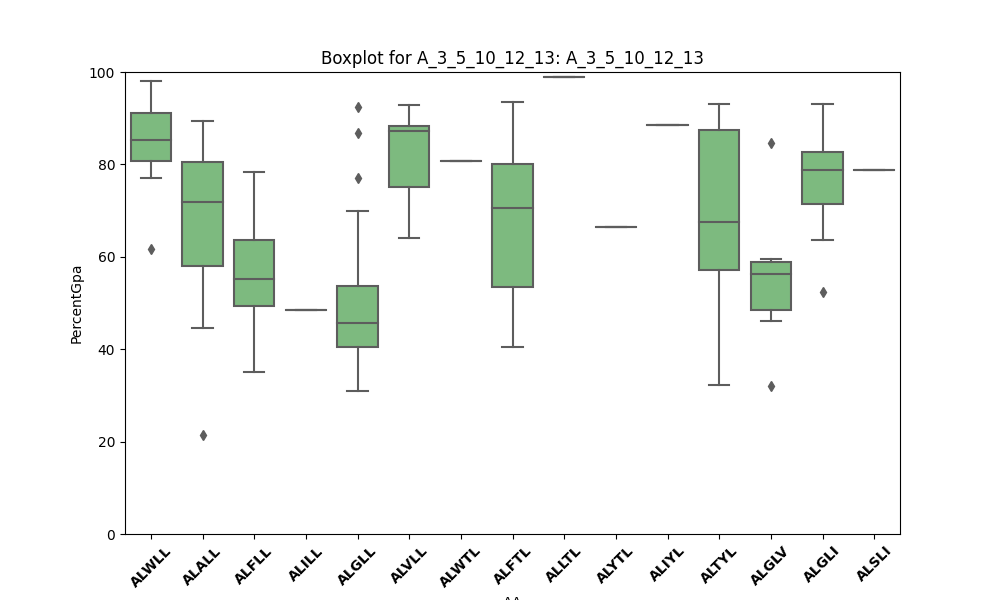 Boxplot for A_3_5_10_12_13: A_3_5_10_12_13
100
80
60
40
20
0
PercentGpa
ALWLL
ALALL
ALFLL
ALILL
ALGLL
ALVLL
ALWTL
ALFTL
ALLTL
ALYTL
ALIYL
ALTYL
ALGLV
ALGLI
ALSLI